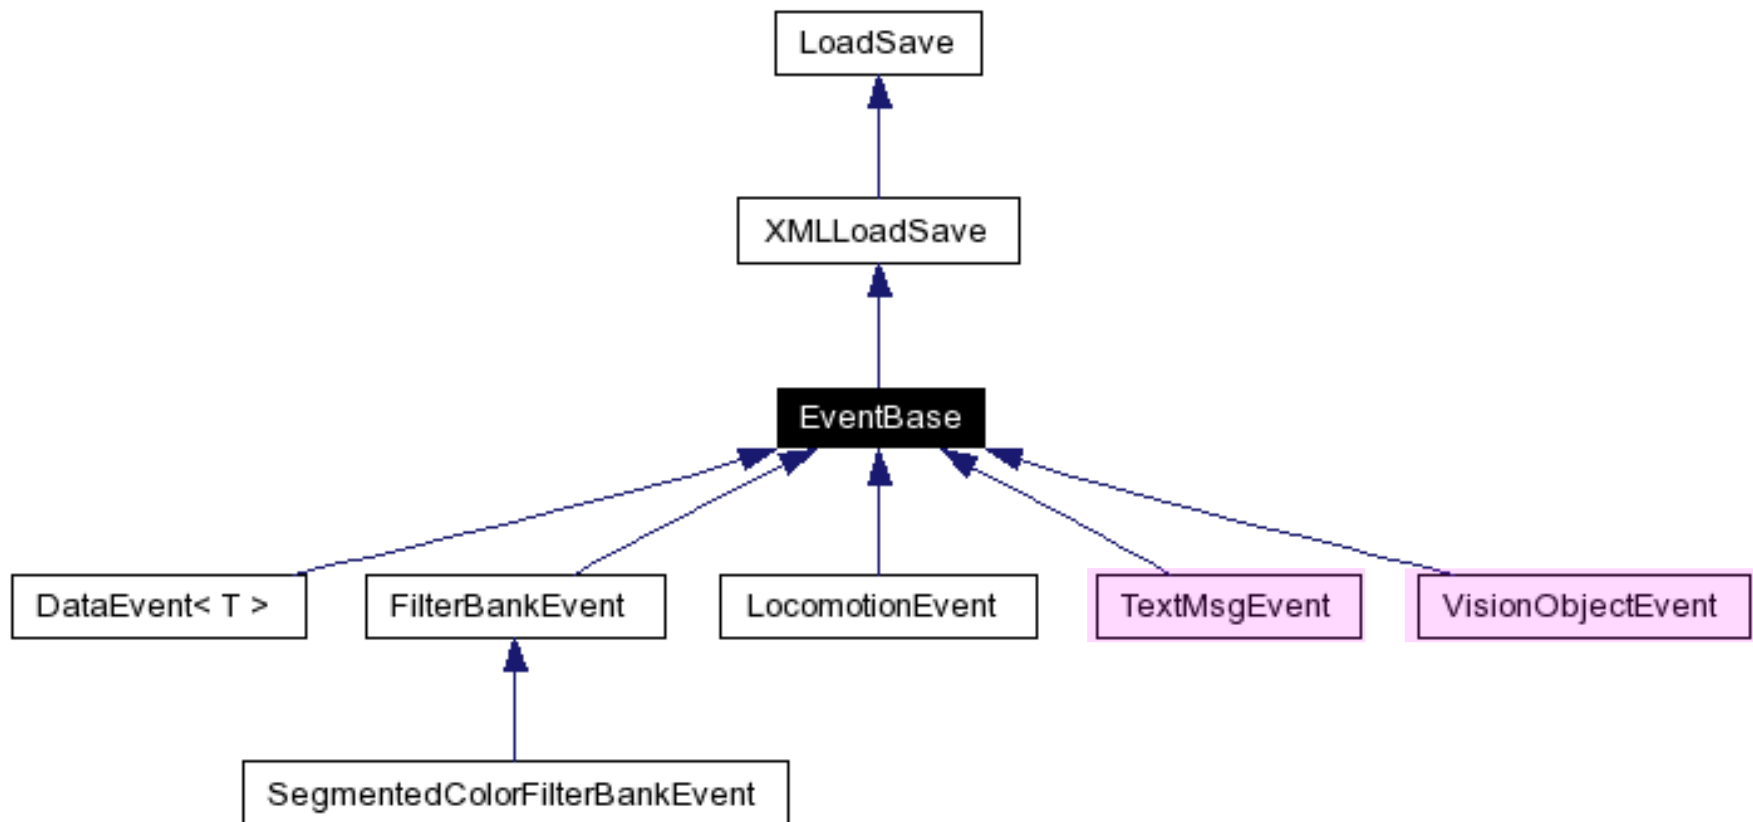 LoadSave
XMLLoadSave
EventBase
DataEvent< T >
FilterBankEvent
LocomotionEvent
TextMsgEvent
VisionObjectEvent
SegmentedColorFilterBankEvent